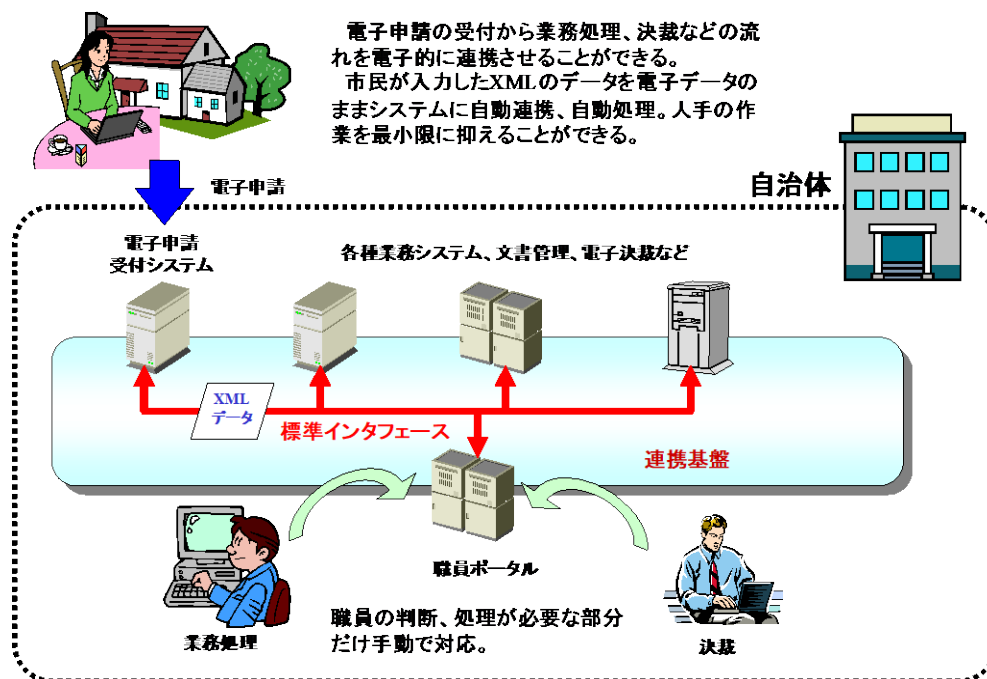 電子申請の受付から業務処理、決裁などの流
れを電子的に連携させることができる。
市民が入力したXMLのデータを電子データの
ままシステムに自動連携、自動処理。人手の作
業を最小限に抑えることができる。
電子申請
自治体
電子申請
受付システム
各種業務システム、文書管理、電子決裁など
XML
データ
標準インタフェース
連携基盤
職員ポータル
業務処理
職員の判断、処理が必要な部分
だけ手動で対応。
決裁